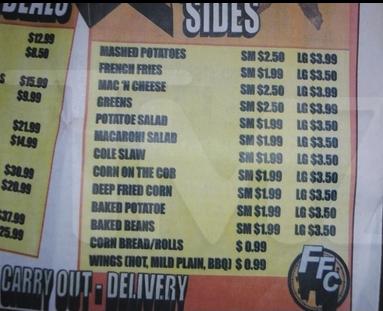 DEALS
$12.99
$8.50
S $15.99
$9.99
$21.99
$14.99
$30.99
$20.99
$37.99
25.99
SIDES
MASHED POTATOES SM $2.50 LG $3.99
FRENCH FRIES SM $1.99 LG $3.50
MAC 'N CHEESE SM $2.50 LG $3.99
GREENS SM $2.50 LG $3.99
POTATOE SALAD SM $1.99 LG $3.50
MACARONI SALAD SM $1.99 LG $3.50
COLE SLAW SM $1.99 LG $3.50
CORN ON THE COB SM $1.99 LG $3.50
DEEP FRIED CORN SM $1.99 LG $3.50
BAKED POTATOE SM $1.99 LG $3.50
BAKED BEANS SM $1.99 LG $3.50
CORN BREAD/ROLLS $ 0.99
WINGS (HOT, MILD PLAIN, BBQ) $ 0.99
CARRY OUT - DELIVERY
FFC